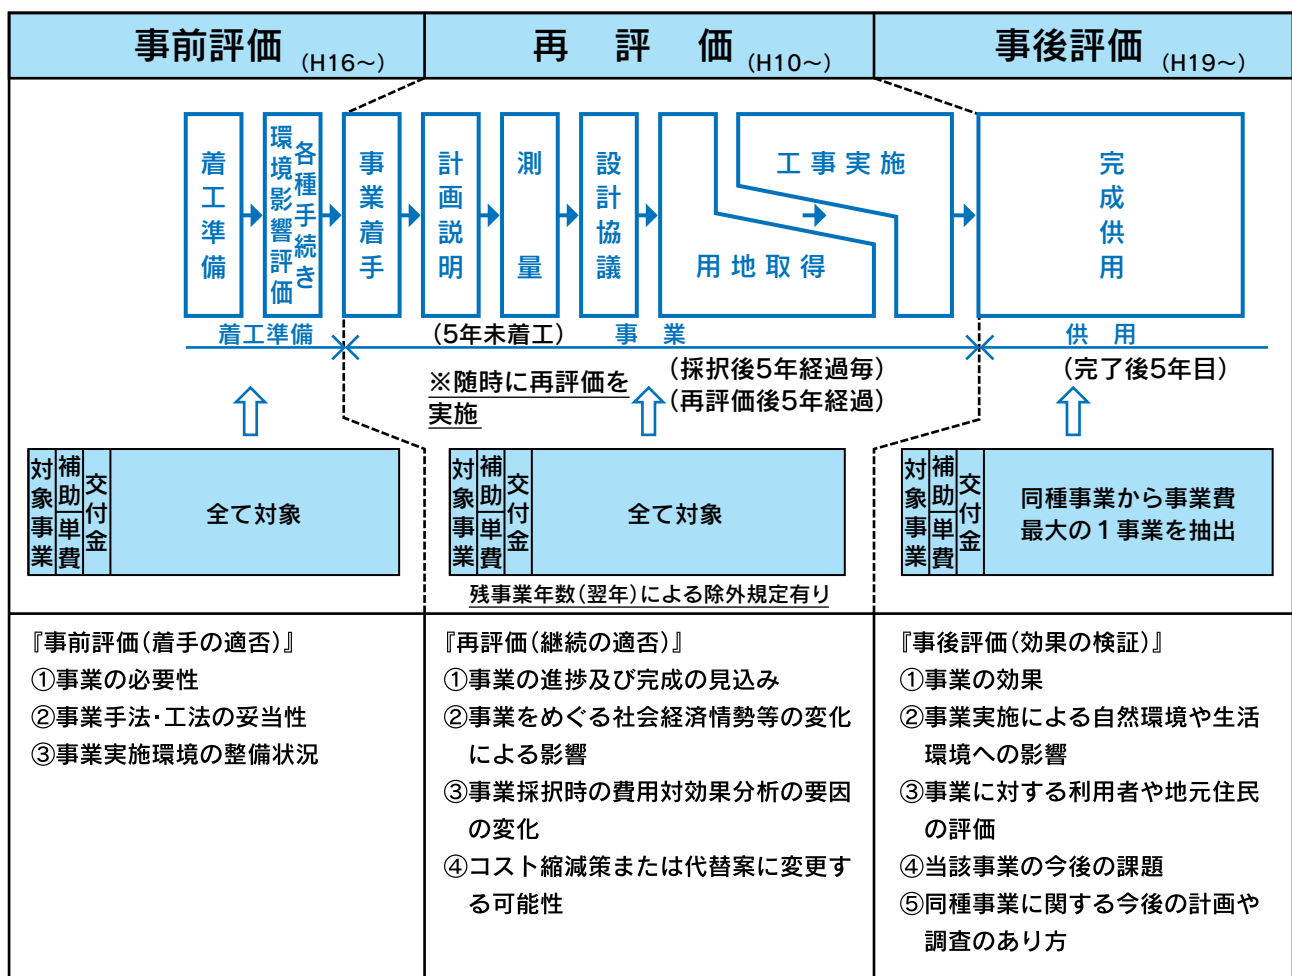 事前評価 (H16～)
再評価 (H10～)
事後評価 (H19～)
着工準備
環境影響評価
各種手続き
事業着手
計画説明
測量
設計協議
用地取得
工事実施
完成供用
着工準備
(5年未着工)
事業
供用
※随時に再評価を
実施
(採択後5年経過毎)
(再評価後5年経過)
(完了後5年目)
対象事業
補助
単費
交付金
全て対象
対象事業
補助
単費
交付金
全て対象
残事業年数(翌年)による除外規定有り
対象事業
補助
単費
交付金
同種事業から事業費
最大の1事業を抽出
『事前評価(着手の適否)』
①事業の必要性
②事業手法・工法の妥当性
③事業実施環境の整備状況
『再評価(継続の適否)』
①事業の進捗及び完成の見込み
②事業をめぐる社会経済情勢等の変化
による影響
③事業採択時の費用対効果分析の要因
の変化
④コスト縮減策または代替案に変更す
る可能性
『事後評価(効果の検証)』
①事業の効果
②事業実施による自然環境や生活
環境への影響
③事業に対する利用者や地元住民
の評価
④当該事業の今後の課題
⑤同種事業に関する今後の計画や
調査のあり方